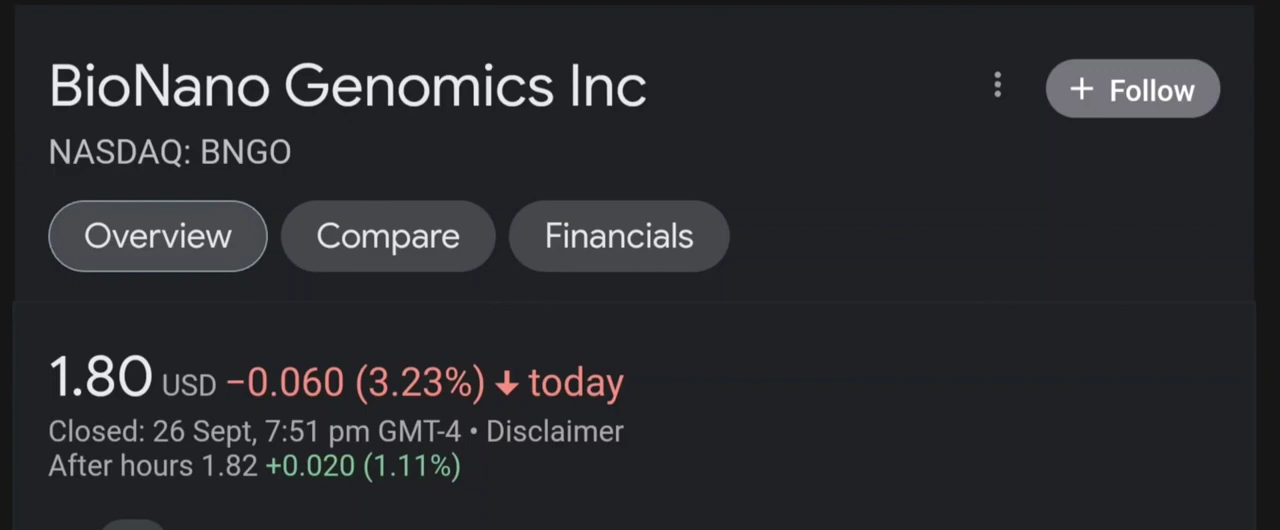 BioNano Genomics Inc
+ Follow
NASDAQ: BNGO
Overview Compare Financials
1.80 USD −0.060 (3.23%) ↓ today
Closed: 26 Sept, 7:51 pm GMT-4 • Disclaimer
After hours 1.82 +0.020 (1.11%)